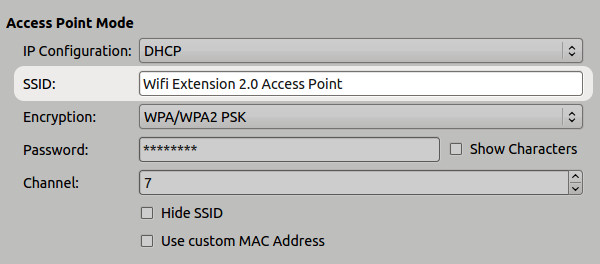 Access Point Mode
IP Configuration: DHCP
SSID: Wifi Extension 2.0 Access Point
Encryption: WPA/WPA2 PSK
Password: ******** Show Characters
Channel: 7
Hide SSID
Use custom MAC Address